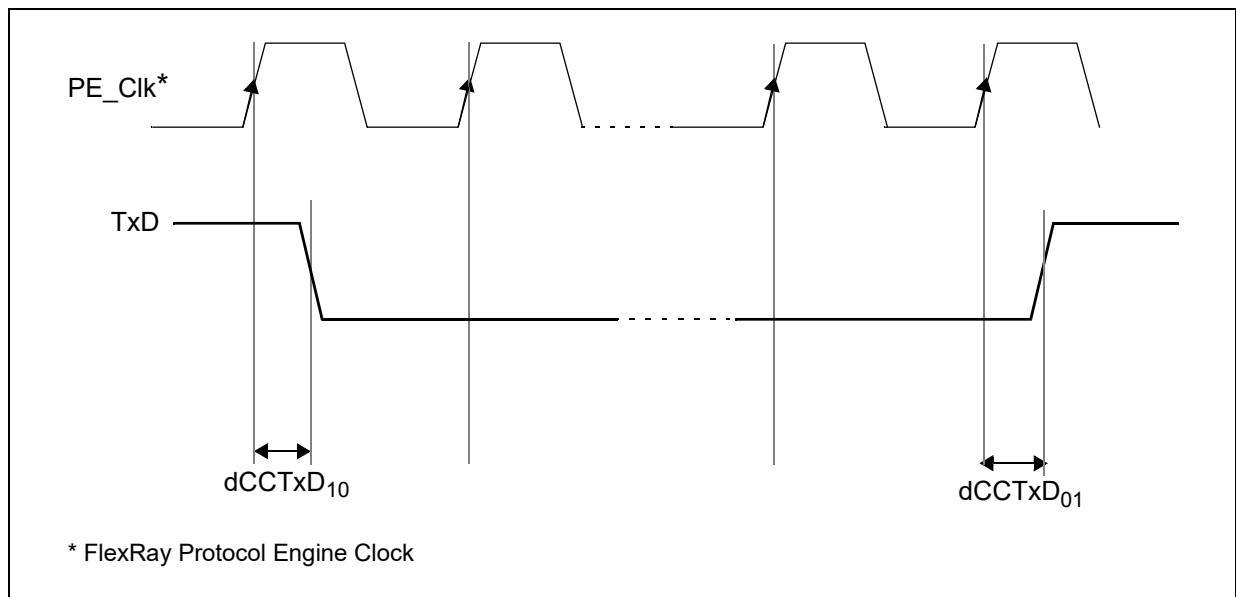 PE_Clk*
TxD
dCCTxD10
dCCTxD01
* FlexRay Protocol Engine Clock